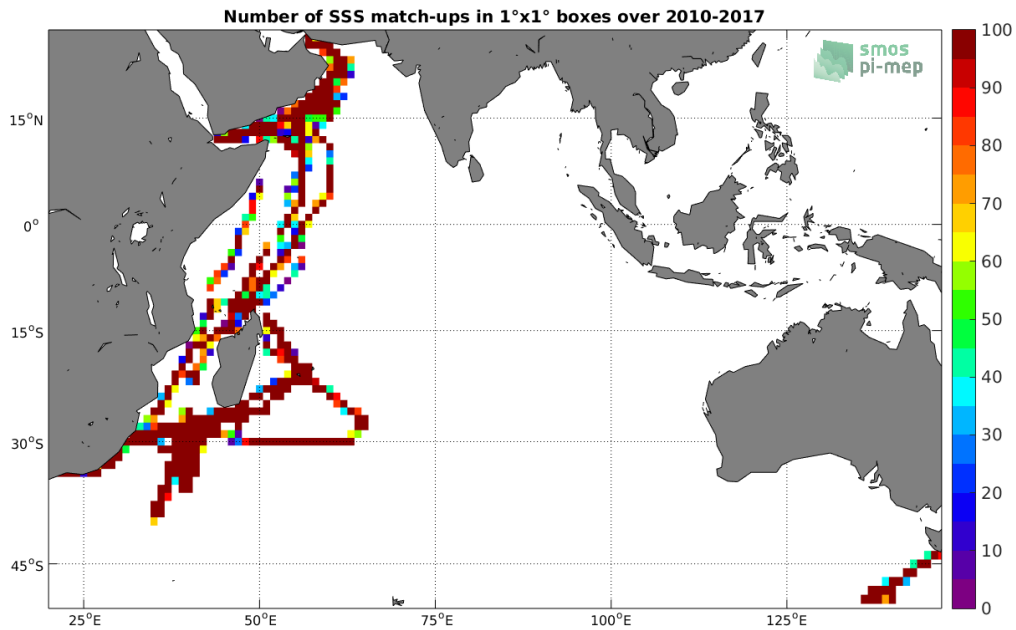 Number of SSS match-ups in 1°x1° boxes over 2010-2017
smos
pi-mep
100
90
80
70
60
50
40
30
20
10
0
15°N
0°
15°S
30°S
45°S
25°E
50°E
75°E
100°E
125°E